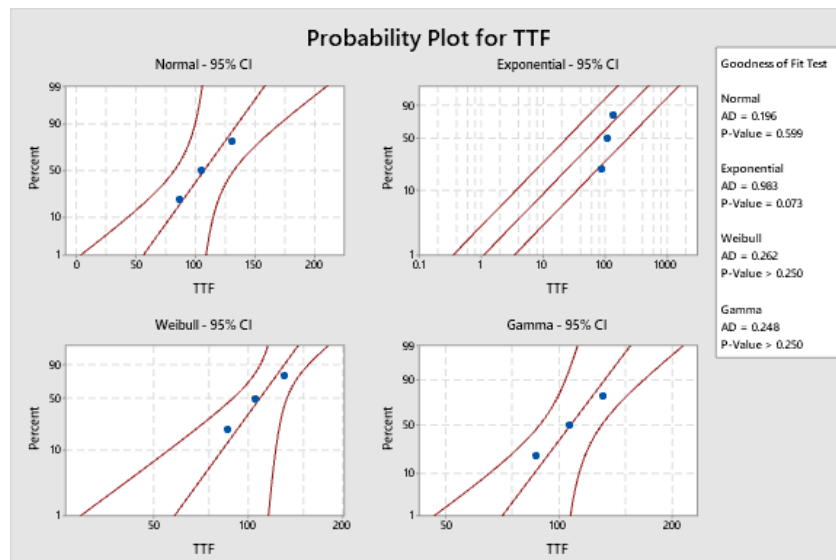 Probability Plot for TTF
Normal - 95% CI
99
90
50
10
1
Percent
0
50
100
150
200
TTF
Exponential - 95% CI
90
50
10
1
Percent
0.1
1
10
100
1000
TTF
Weibull - 95% CI
90
50
10
1
Percent
50
100
200
TTF
Gamma - 95% CI
99
90
50
10
1
Percent
50
100
200
TTF
Goodness of Fit Test
Normal
AD = 0.196
P-Value = 0.599
Exponential
AD = 0.983
P-Value = 0.073
Weibull
AD = 0.262
P-Value > 0.250
Gamma
AD = 0.248
P-Value > 0.250